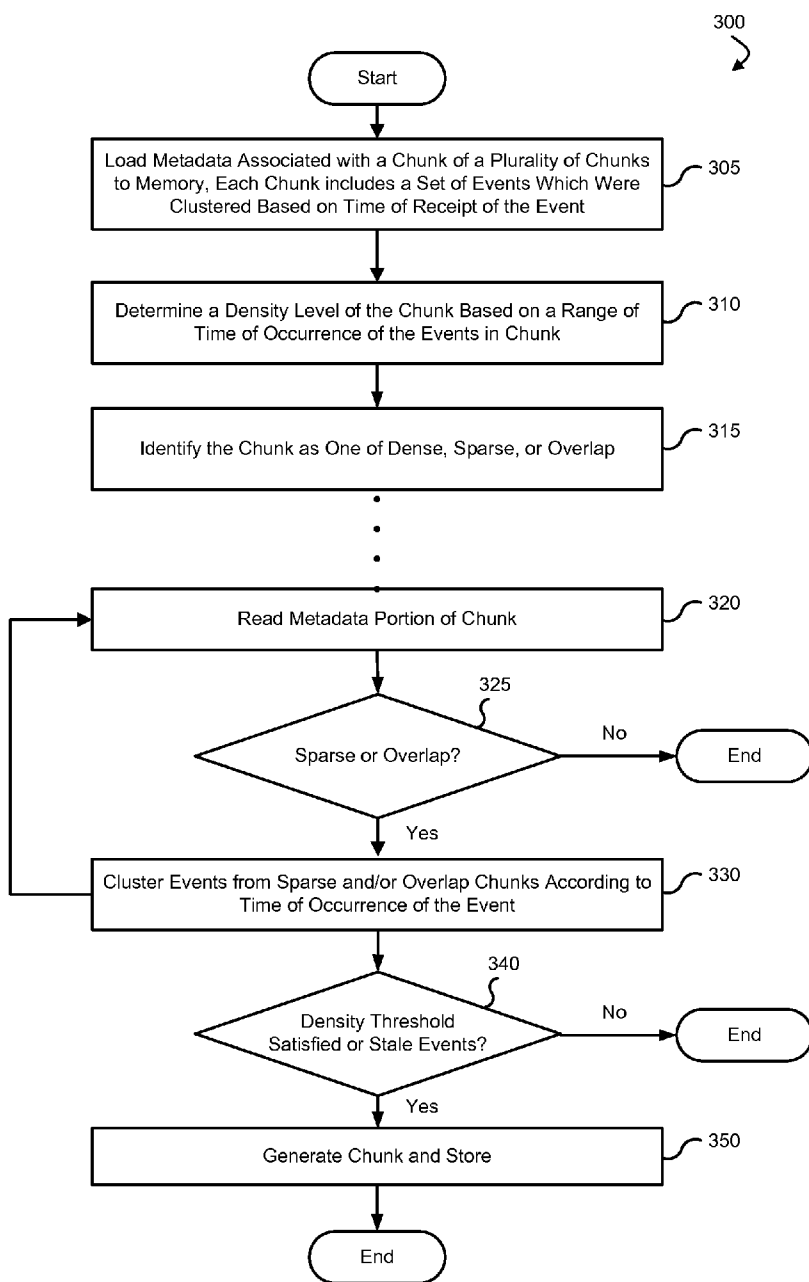 300
Start
Load Metadata Associated with a Chunk of a Plurality of Chunks
to Memory, Each Chunk includes a Set of Events Which Were
Clustered Based on Time of Receipt of the Event
305
Determine a Density Level of the Chunk Based on a Range of
Time of Occurrence of the Events in Chunk
310
Identify the Chunk as One of Dense, Sparse, or Overlap
315
Read Metadata Portion of Chunk
320
325
Sparse or Overlap?
No
End
Yes
Cluster Events from Sparse and/or Overlap Chunks According to
Time of Occurrence of the Event
330
340
Density Threshold
Satisfied or Stale Events?
No
End
Yes
Generate Chunk and Store
350
End